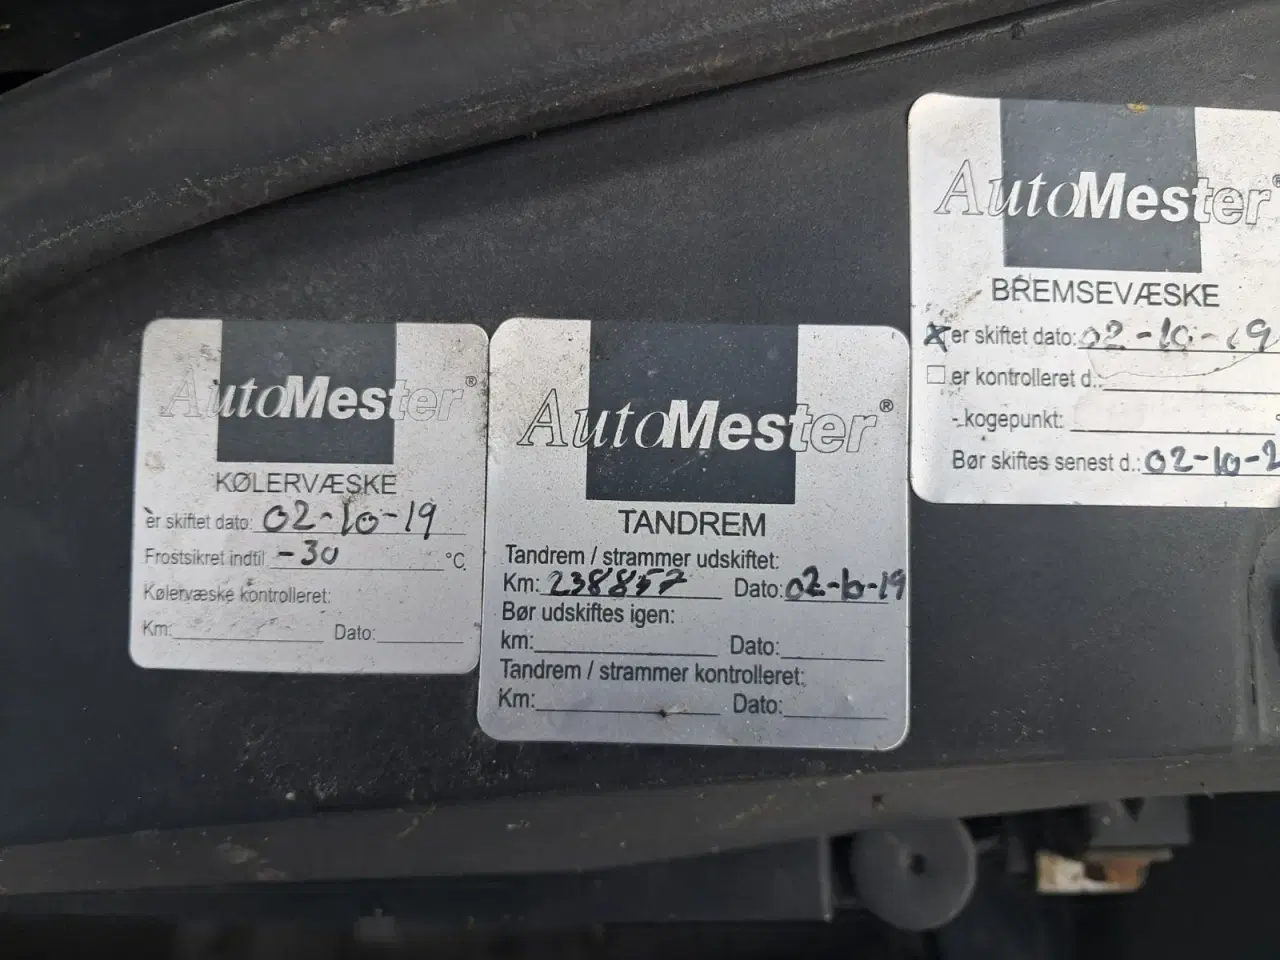 AutoMester®
KØLERVÆSKE
er skiftet dato: 02-10-19
Frostsikret indtil -30 °C
Kølervæske kontrolleret:
Km: Dato:
AutoMester®
TANDREM
Tandrem / strammer udskiftet:
Km: 238857 Dato: 02-10-19
Bør udskiftes igen:
km: Dato:
Tandrem / strammer kontrolleret:
Km: Dato:
AutoMester®
BREMSEVÆSKE
x er skiftet dato: 02-10-19
er kontrolleret d.:
- kogepunkt:
Bør skiftes senest d.: 02-10-2